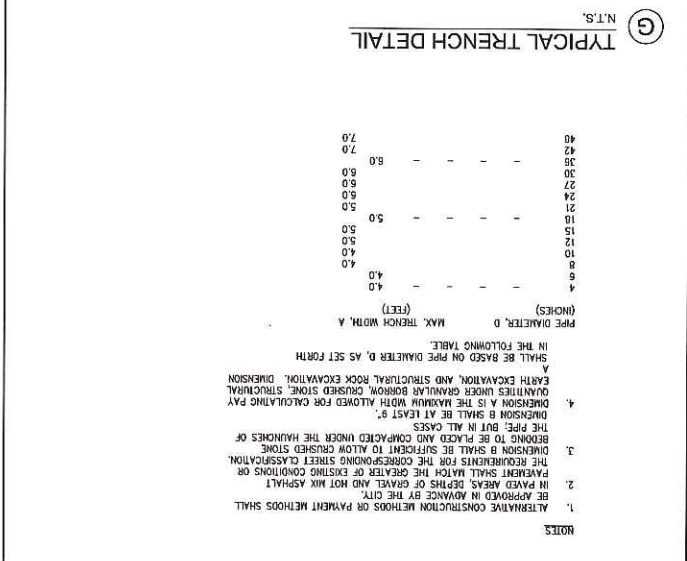 NOTES
1. ALTERNATIVE CONSTRUCTION METHODS OR PAYMENT METHODS SHALL
BE APPROVED IN ADVANCE BY THE CITY.
2. IN PAVED AREAS, DEPTHS OF GRAVEL AND HOT MIX ASPHALT
PAVEMENT SHALL MATCH THE GREATER OF EXISTING CONDITIONS OR
THE REQUIREMENTS FOR THE CORRESPONDING STREET CLASSIFICATION.
3. DIMENSION B SHALL BE SUFFICIENT TO ALLOW CRUSHED STONE
BEDDING TO BE PLACED AND COMPACTED UNDER THE HAUNCHES OF
THE PIPE; BUT IN ALL CASES
DIMENSION B SHALL BE AT LEAST 9".
4. DIMENSION A IS THE MAXIMUM WIDTH ALLOWED FOR CALCULATING PAY
QUANTITIES UNDER GRANULAR BORROW, CRUSHED STONE, STRUCTURAL
EARTH EXCAVATION, AND STRUCTURAL ROCK EXCAVATION. DIMENSION
A
SHALL BE BASED ON PIPE DIAMETER D, AS SET FORTH
IN THE FOLLOWING TABLE.
PIPE DIAMETER, D MAX. TRENCH WIDTH, A
(INCHES) (FEET)
4 - - - - 4.0
6 4.0
8 4.0
10 4.0
12 5.0
15 5.0
18 - - - - 5.0
21 5.0
24 6.0
27 6.0
30 6.0
36 - - - - 6.0
42 7.0
48 7.0
G TYPICAL TRENCH DETAIL
N.T.S.